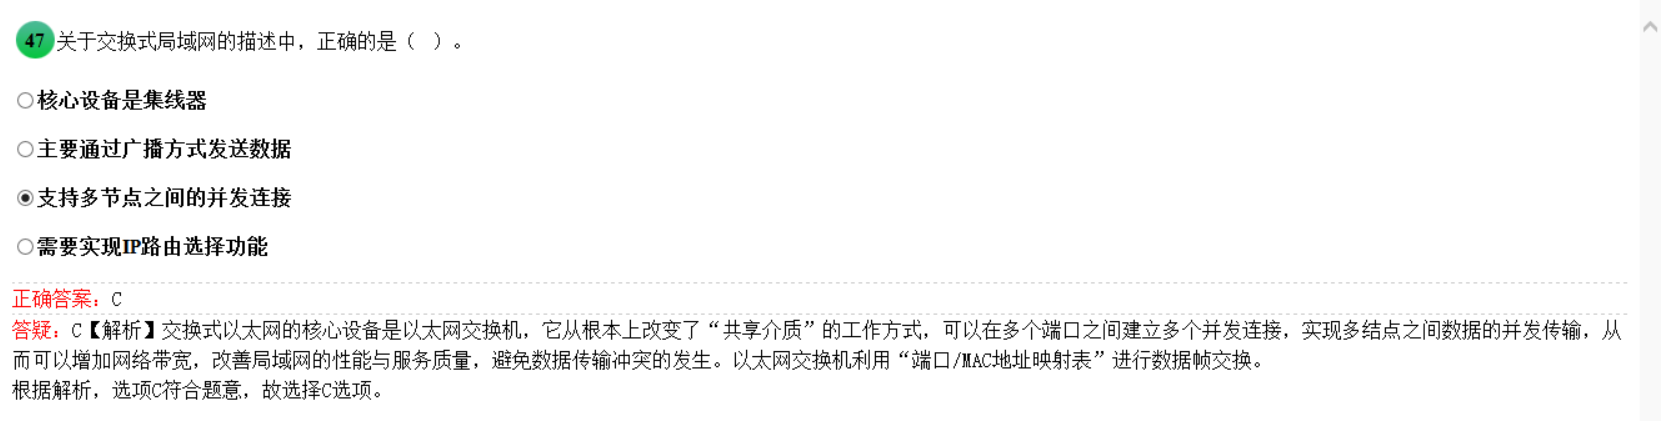 47 关于交换式局域网的描述中，正确的是（ ）。
核心设备是集线器
主要通过广播方式发送数据
支持多节点之间的并发连接
需要实现IP路由选择功能
正确答案：C
答疑：C【解析】交换式以太网的核心设备是以太网交换机，它从根本上改变了“共享介质”的工作方式，可以在多个端口之间建立多个并发连接，实现多结点之间数据的并发传输，从
而可以增加网络带宽，改善局域网的性能与服务质量，避免数据传输冲突的发生。以太网交换机利用“端口/MAC地址映射表”进行数据帧交换。
根据解析，选项C符合题意，故选择C选项。